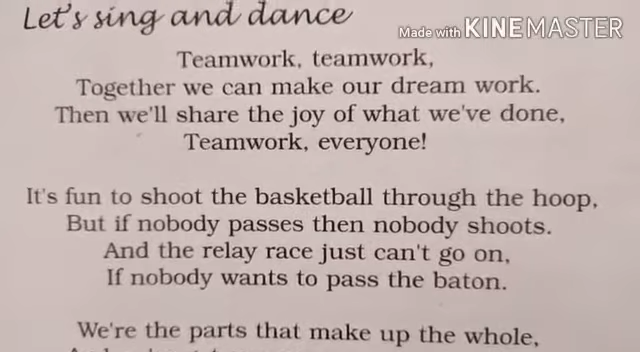 Let's sing and dance
Made with KINEMASTER
Teamwork, teamwork,
Together we can make our dream work.
Then we'll share the joy of what we've done,
Teamwork, everyone!
It's fun to shoot the basketball through the hoop,
But if nobody passes then nobody shoots.
And the relay race just can't go on,
If nobody wants to pass the baton.
We're the parts that make up the whole,